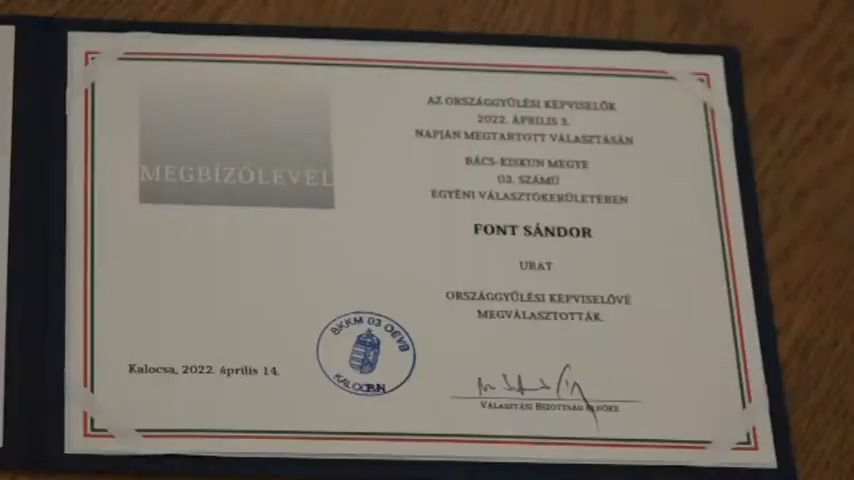 MEGBÍZÓLEVÉL
AZ ORSZÁGGYŰLÉSI KÉPVISELŐK
2022. ÁPRILIS 3.
NAPJÁN MEGTARTOTT VÁLASZTÁSÁN
BÁCS-KISKUN MEGYE
03. SZÁMÚ
EGYÉNI VÁLASZTÓKERÜLETÉBEN
FONT SÁNDOR
URAT
ORSZÁGGYŰLÉSI KÉPVISELŐVÉ
MEGVÁLASZTOTTÁK.
BKKM 03 OEVB
Kalocsa, 2022. április 14.
VÁLASZTÁSI BIZOTTSÁG ELNÖKE